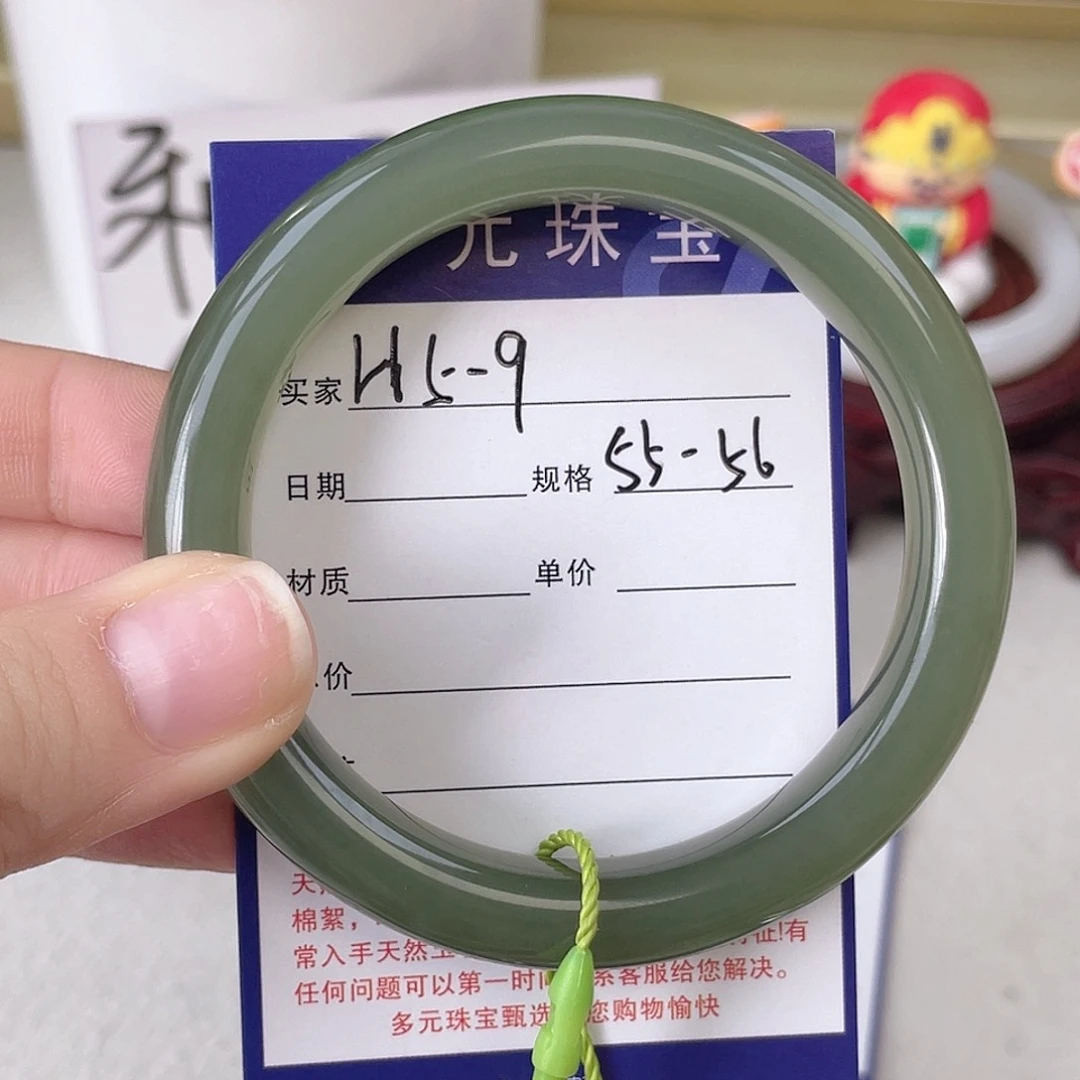 元珠宝
买家 H5-9
日期 规格 55-56
材质 单价
价
天
棉絮，
常入手天然 有
任何问题可以第一时 客服给您解决。
多元珠宝甄选 您购物愉快